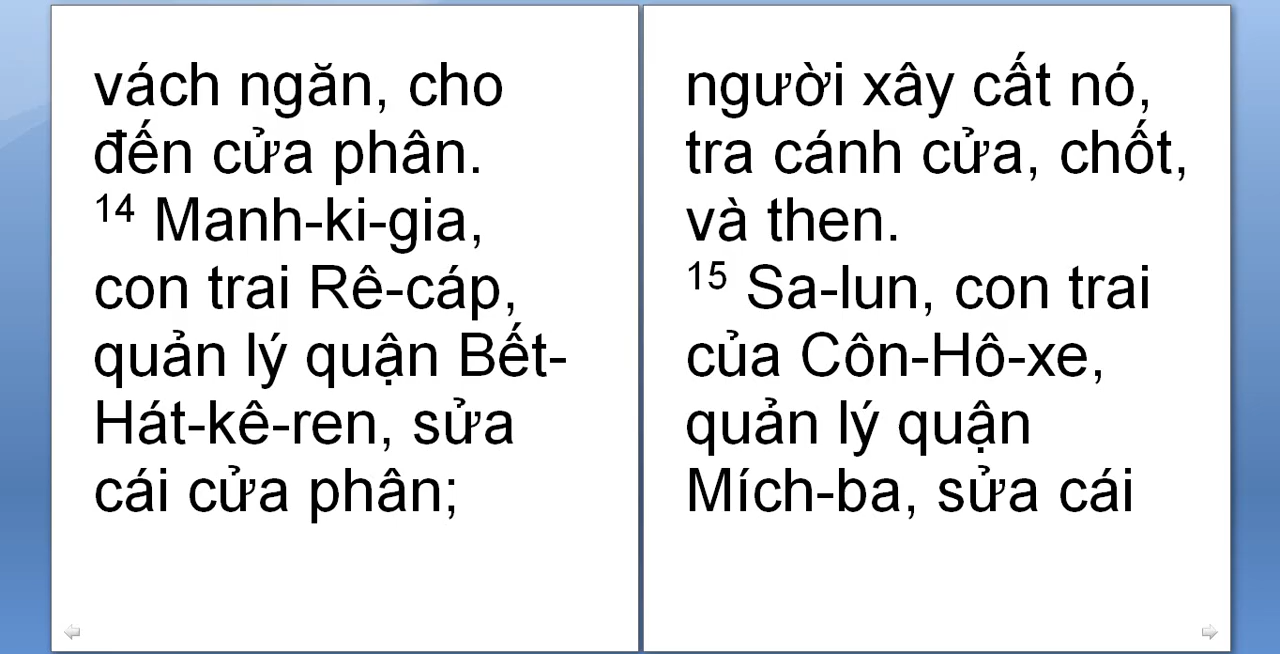 vách ngăn, cho
đến cửa phân.
14 Manh-ki-gia,
con trai Rê-cáp,
quản lý quận Bết-
Hát-kê-ren, sửa
cái cửa phân;
người xây cất nó,
tra cánh cửa, chốt,
và then.
15 Sa-lun, con trai
của Côn-Hô-xe,
quản lý quận
Mích-ba, sửa cái